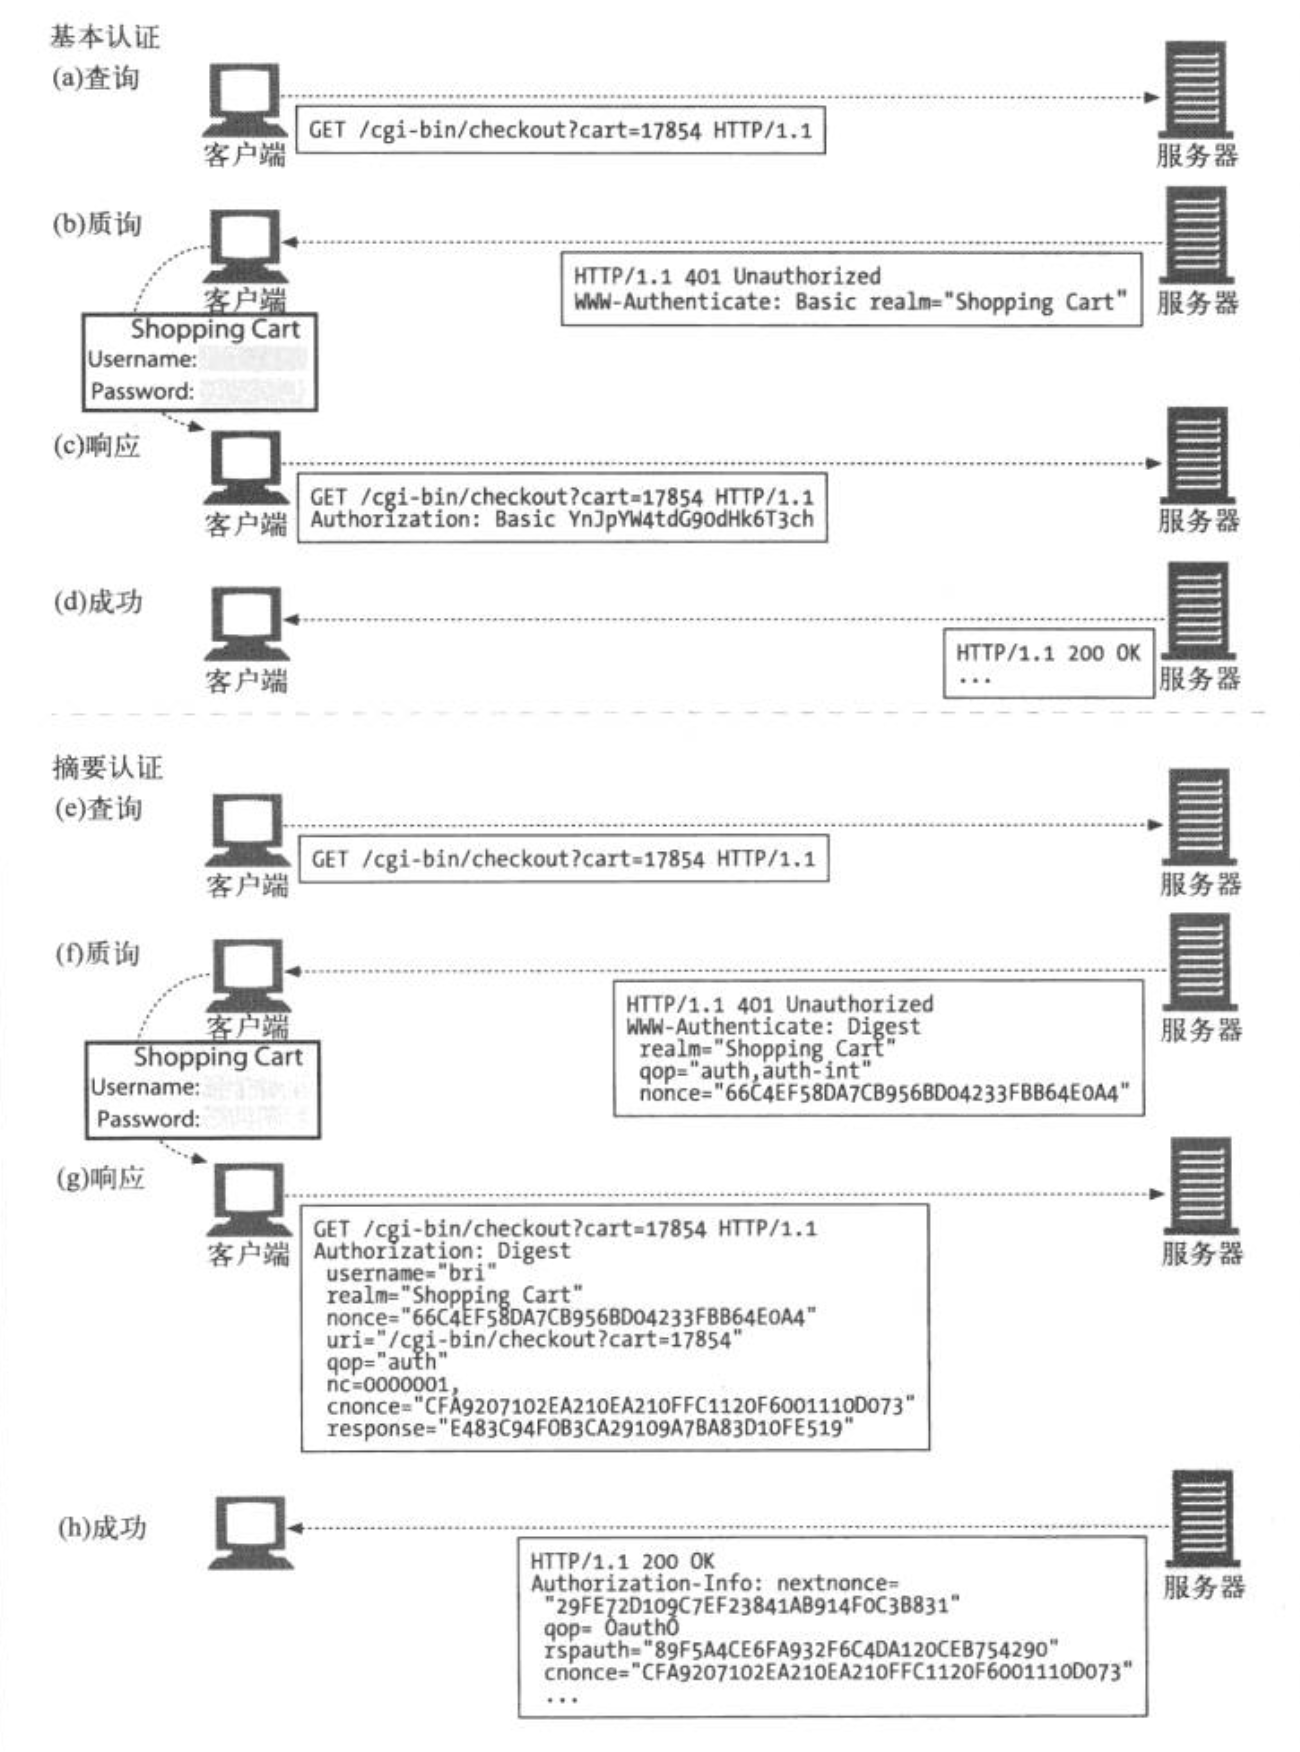 基本认证
(a)查询
GET /cgi-bin/checkout?cart=17854 HTTP/1.1
客户端
服务器
(b)质询
HTTP/1.1 401 Unauthorized
WWW-Authenticate: Basic realm="Shopping Cart"
客户端
服务器
Shopping Cart
Username:
Password:
(c)响应
GET /cgi-bin/checkout?cart=17854 HTTP/1.1
Authorization: Basic YnJpYW4tdG90dHk6T3ch
客户端
服务器
(d)成功
HTTP/1.1 200 OK
...
客户端
服务器
摘要认证
(e)查询
GET /cgi-bin/checkout?cart=17854 HTTP/1.1
客户端
服务器
(f)质询
HTTP/1.1 401 Unauthorized
WWW-Authenticate: Digest
realm="Shopping Cart"
qop="auth,auth-int"
nonce="66C4EF58DA7CB956BD04233FBB64E0A4"
客户端
服务器
Shopping Cart
Username:
Password:
(g)响应
GET /cgi-bin/checkout?cart=17854 HTTP/1.1
Authorization: Digest
username="bri"
realm="Shopping Cart"
nonce="66C4EF58DA7CB956BD04233FBB64E0A4"
uri="/cgi-bin/checkout?cart=17854"
qop="auth"
nc=0000001,
cnonce="CFA9207102EA210EA210FFC1120F6001110D073"
response="E483C94F0B3CA29109A7BA83D10FE519"
客户端
服务器
(h)成功
HTTP/1.1 200 OK
Authorization-Info: nextnonce=
"29FE72D109C7EF23841AB914F0C3B831"
qop= ÒauthÓ
rspauth="89F5A4CE6FA932F6C4DA120CEB754290"
cnonce="CFA9207102EA210EA210FFC1120F6001110D073"
...
服务器